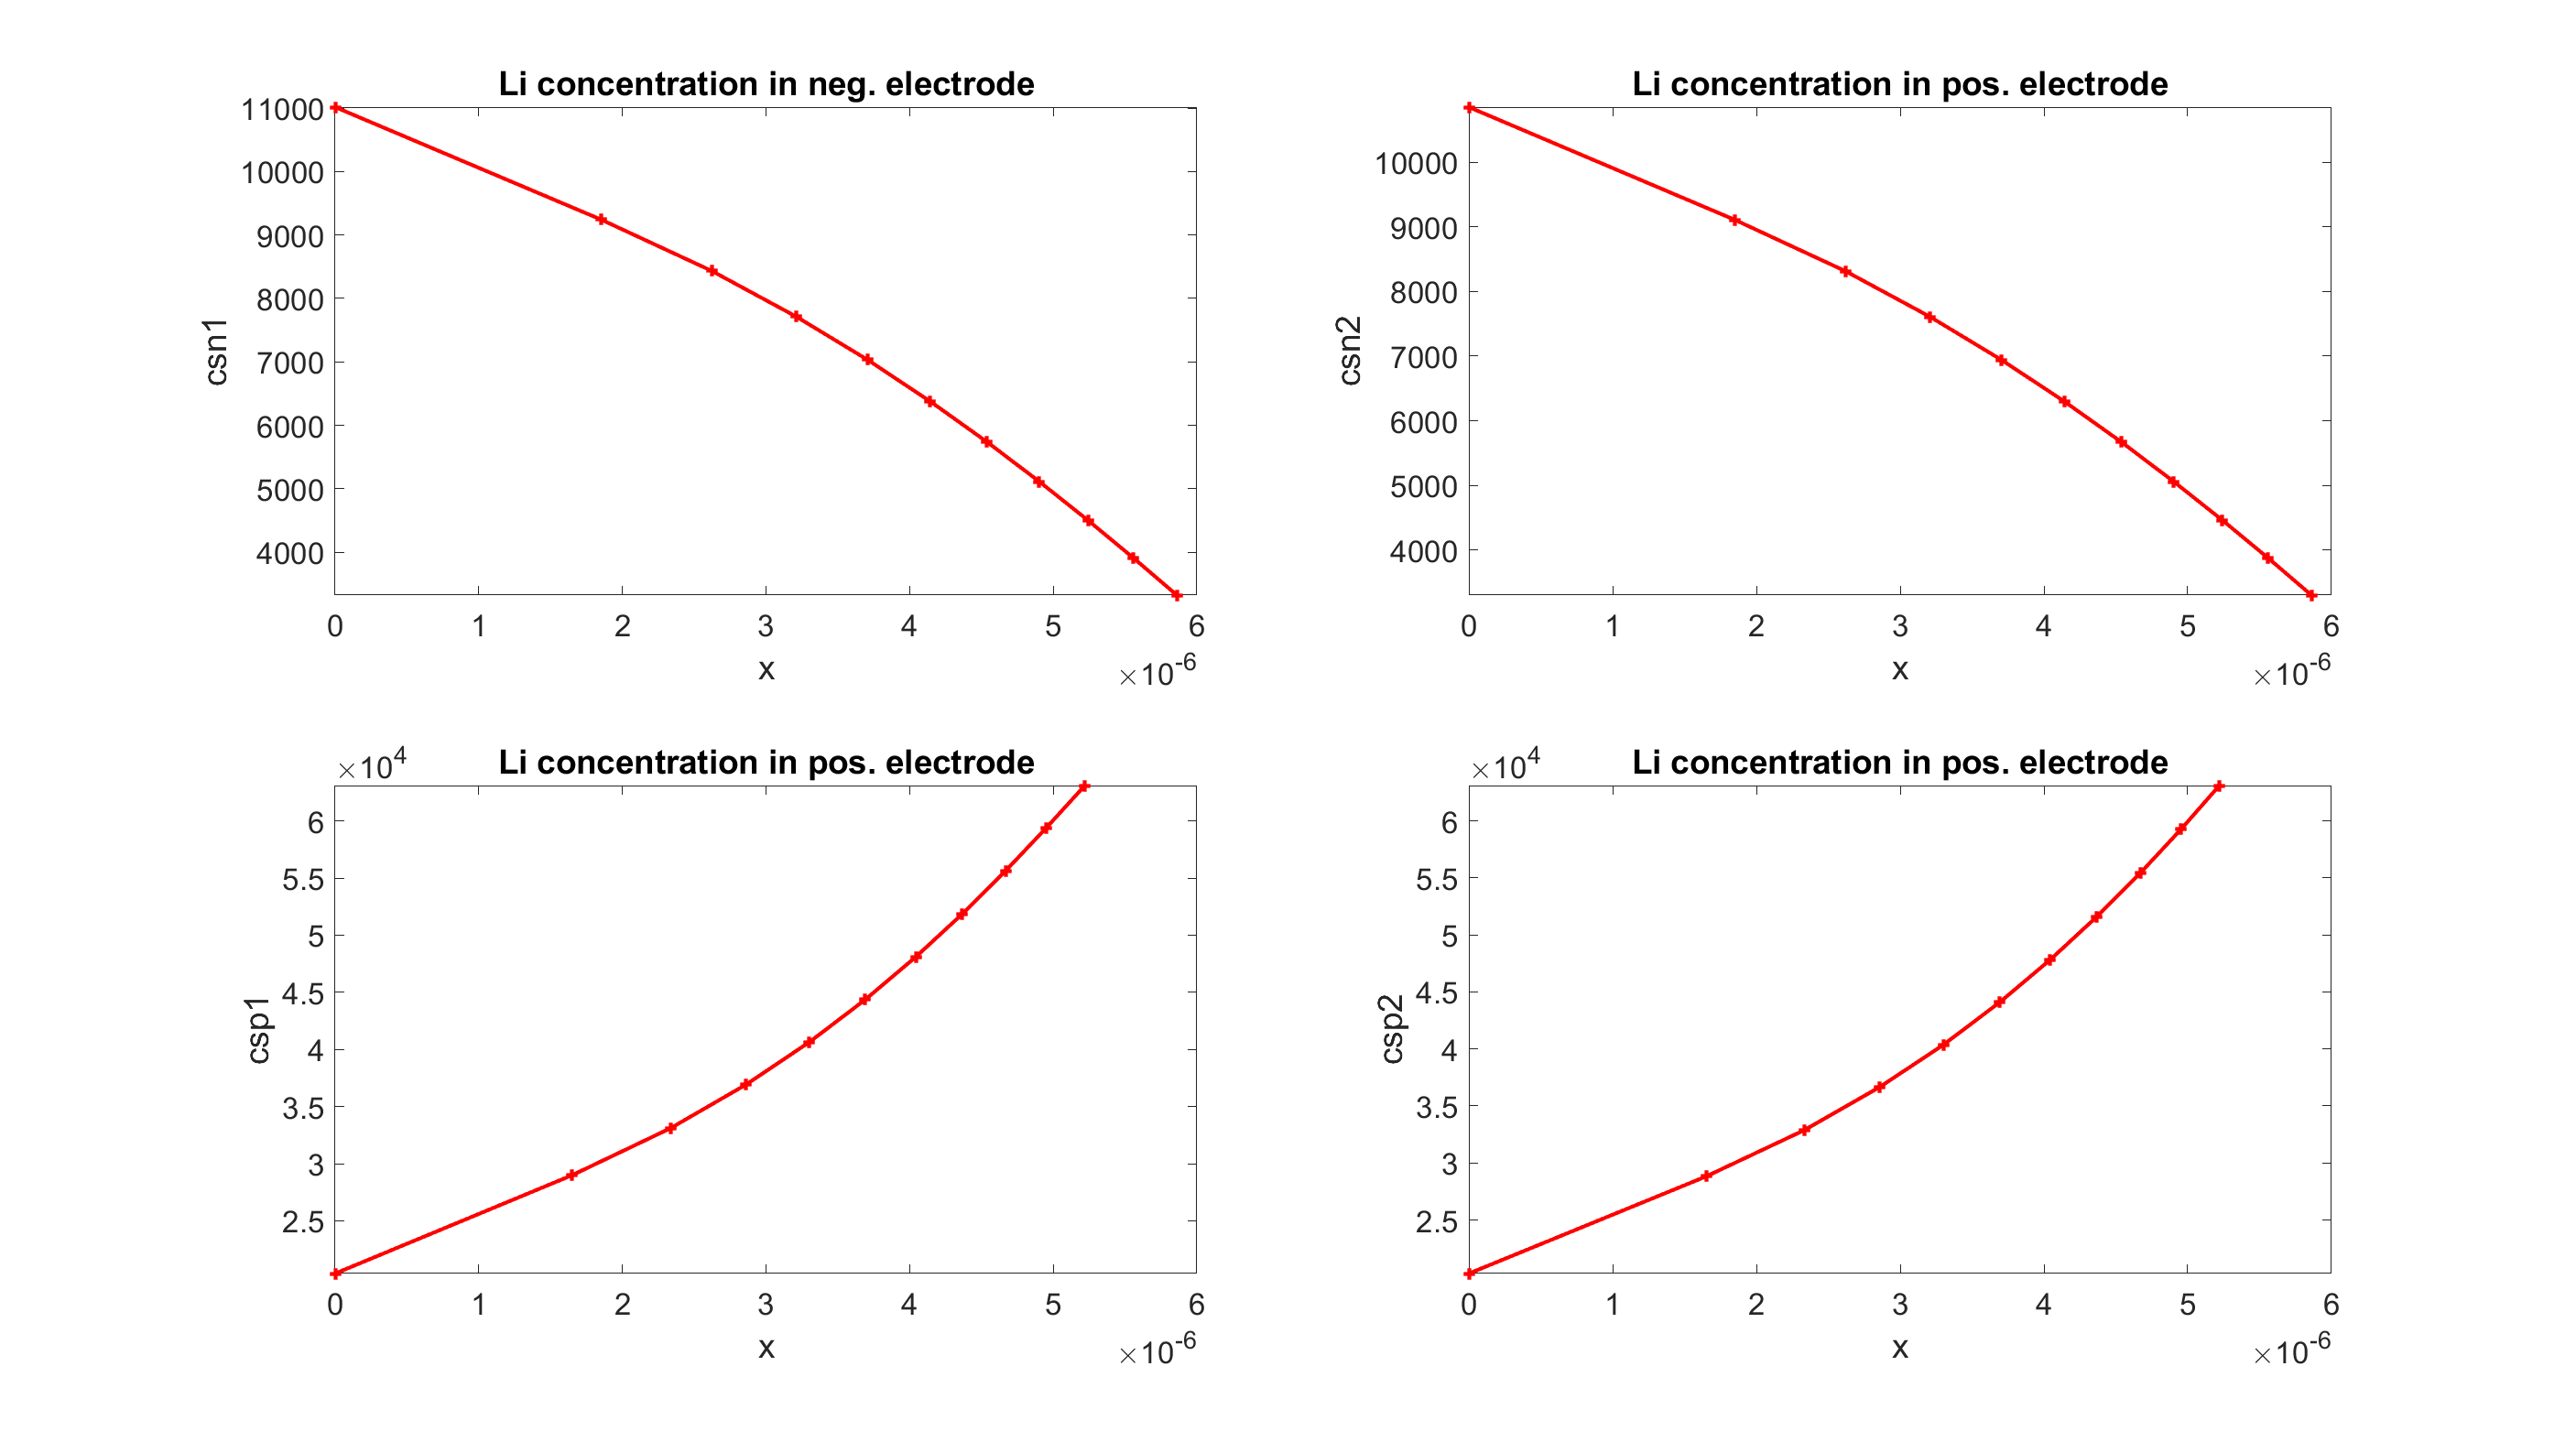 Li concentration in neg. electrode
11000
10000
9000
8000
7000
6000
5000
4000
csn1
0 1 2 3 4 5 6
x
×10-6
Li concentration in pos. electrode
10000
9000
8000
7000
6000
5000
4000
csn2
0 1 2 3 4 5 6
x
×10-6
×104
Li concentration in pos. electrode
6
5.5
5
4.5
4
3.5
3
2.5
csp1
0 1 2 3 4 5 6
x
×10-6
×104
Li concentration in pos. electrode
6
5.5
5
4.5
4
3.5
3
2.5
csp2
0 1 2 3 4 5 6
x
×10-6